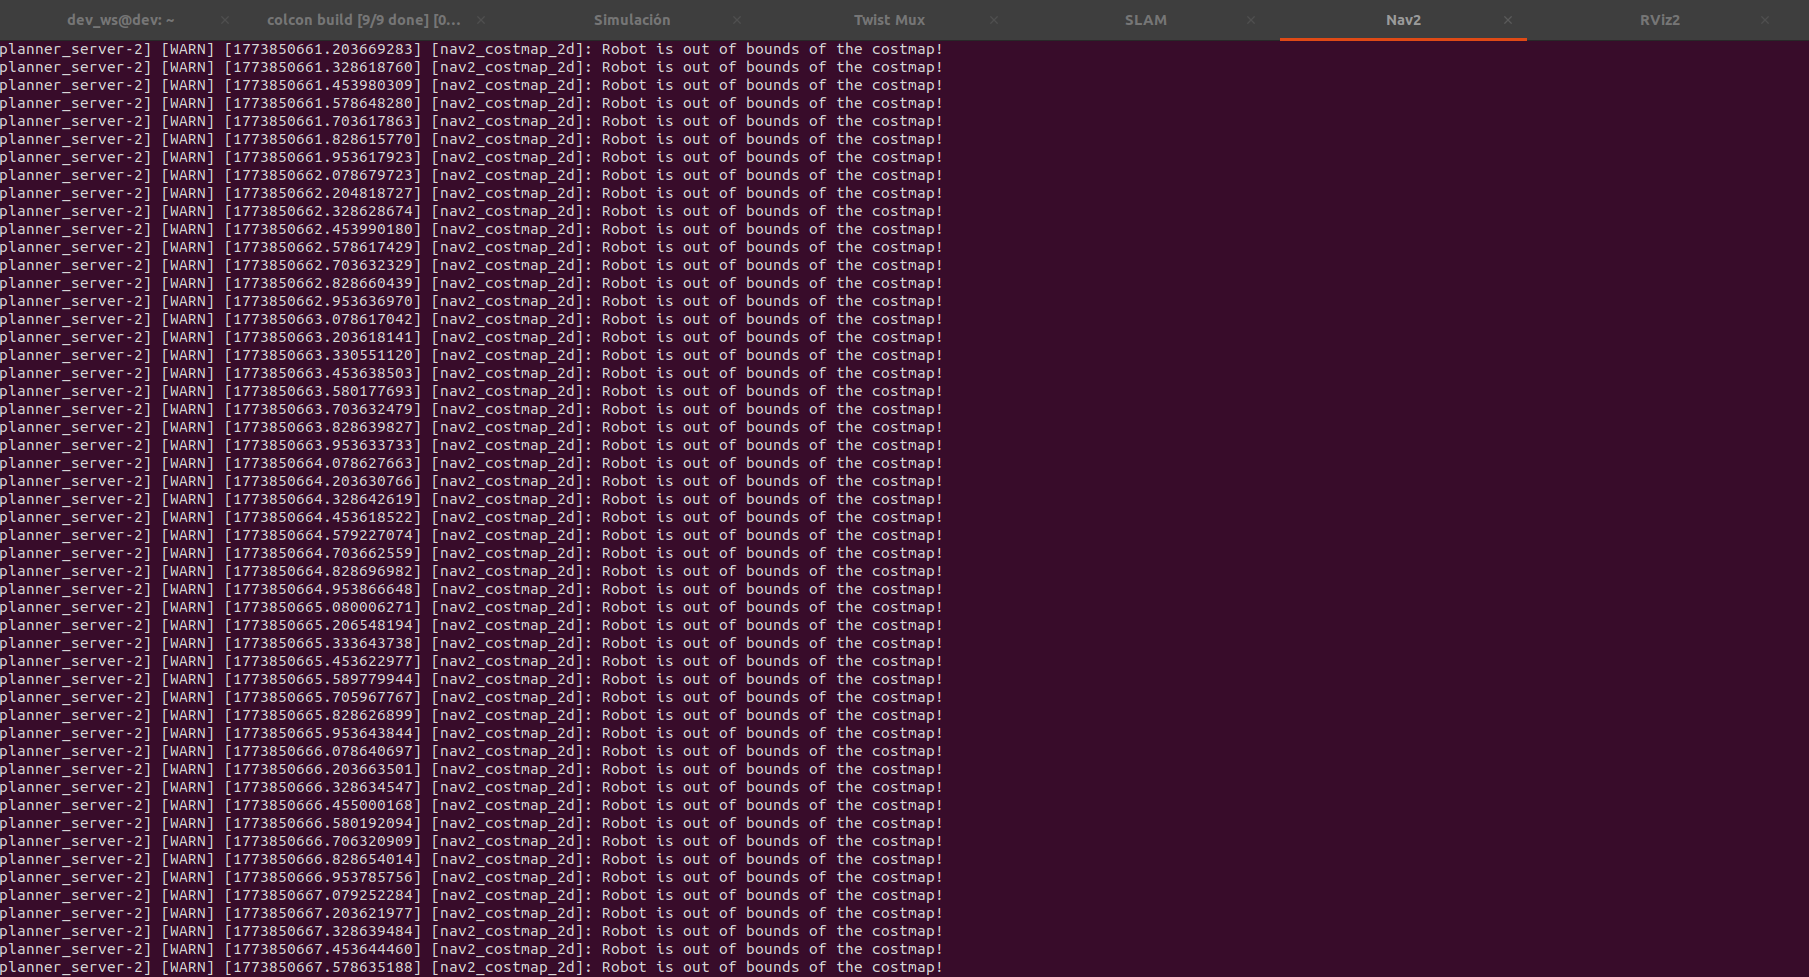 dev_ws@dev: ~ × colcon build [9/9 done] [0... × Simulación × Twist Mux × SLAM × Nav2 × RViz2 ×
planner_server-2] [WARN] [1773850661.203669283] [nav2_costmap_2d]: Robot is out of bounds of the costmap!
planner_server-2] [WARN] [1773850661.328618760] [nav2_costmap_2d]: Robot is out of bounds of the costmap!
planner_server-2] [WARN] [1773850661.453980309] [nav2_costmap_2d]: Robot is out of bounds of the costmap!
planner_server-2] [WARN] [1773850661.578648280] [nav2_costmap_2d]: Robot is out of bounds of the costmap!
planner_server-2] [WARN] [1773850661.703617863] [nav2_costmap_2d]: Robot is out of bounds of the costmap!
planner_server-2] [WARN] [1773850661.828615770] [nav2_costmap_2d]: Robot is out of bounds of the costmap!
planner_server-2] [WARN] [1773850661.953617923] [nav2_costmap_2d]: Robot is out of bounds of the costmap!
planner_server-2] [WARN] [1773850662.078679723] [nav2_costmap_2d]: Robot is out of bounds of the costmap!
planner_server-2] [WARN] [1773850662.204818727] [nav2_costmap_2d]: Robot is out of bounds of the costmap!
planner_server-2] [WARN] [1773850662.328628674] [nav2_costmap_2d]: Robot is out of bounds of the costmap!
planner_server-2] [WARN] [1773850662.453990180] [nav2_costmap_2d]: Robot is out of bounds of the costmap!
planner_server-2] [WARN] [1773850662.578617429] [nav2_costmap_2d]: Robot is out of bounds of the costmap!
planner_server-2] [WARN] [1773850662.703632329] [nav2_costmap_2d]: Robot is out of bounds of the costmap!
planner_server-2] [WARN] [1773850662.828660439] [nav2_costmap_2d]: Robot is out of bounds of the costmap!
planner_server-2] [WARN] [1773850662.953636970] [nav2_costmap_2d]: Robot is out of bounds of the costmap!
planner_server-2] [WARN] [1773850663.078617042] [nav2_costmap_2d]: Robot is out of bounds of the costmap!
planner_server-2] [WARN] [1773850663.203618141] [nav2_costmap_2d]: Robot is out of bounds of the costmap!
planner_server-2] [WARN] [1773850663.330551120] [nav2_costmap_2d]: Robot is out of bounds of the costmap!
planner_server-2] [WARN] [1773850663.453638503] [nav2_costmap_2d]: Robot is out of bounds of the costmap!
planner_server-2] [WARN] [1773850663.580177693] [nav2_costmap_2d]: Robot is out of bounds of the costmap!
planner_server-2] [WARN] [1773850663.703632479] [nav2_costmap_2d]: Robot is out of bounds of the costmap!
planner_server-2] [WARN] [1773850663.828639827] [nav2_costmap_2d]: Robot is out of bounds of the costmap!
planner_server-2] [WARN] [1773850663.953633733] [nav2_costmap_2d]: Robot is out of bounds of the costmap!
planner_server-2] [WARN] [1773850664.078627663] [nav2_costmap_2d]: Robot is out of bounds of the costmap!
planner_server-2] [WARN] [1773850664.203630766] [nav2_costmap_2d]: Robot is out of bounds of the costmap!
planner_server-2] [WARN] [1773850664.328642619] [nav2_costmap_2d]: Robot is out of bounds of the costmap!
planner_server-2] [WARN] [1773850664.453618522] [nav2_costmap_2d]: Robot is out of bounds of the costmap!
planner_server-2] [WARN] [1773850664.579227074] [nav2_costmap_2d]: Robot is out of bounds of the costmap!
planner_server-2] [WARN] [1773850664.703662559] [nav2_costmap_2d]: Robot is out of bounds of the costmap!
planner_server-2] [WARN] [1773850664.828696982] [nav2_costmap_2d]: Robot is out of bounds of the costmap!
planner_server-2] [WARN] [1773850664.953866648] [nav2_costmap_2d]: Robot is out of bounds of the costmap!
planner_server-2] [WARN] [1773850665.080006271] [nav2_costmap_2d]: Robot is out of bounds of the costmap!
planner_server-2] [WARN] [1773850665.206548194] [nav2_costmap_2d]: Robot is out of bounds of the costmap!
planner_server-2] [WARN] [1773850665.333643738] [nav2_costmap_2d]: Robot is out of bounds of the costmap!
planner_server-2] [WARN] [1773850665.453622977] [nav2_costmap_2d]: Robot is out of bounds of the costmap!
planner_server-2] [WARN] [1773850665.589779944] [nav2_costmap_2d]: Robot is out of bounds of the costmap!
planner_server-2] [WARN] [1773850665.705967767] [nav2_costmap_2d]: Robot is out of bounds of the costmap!
planner_server-2] [WARN] [1773850665.828626899] [nav2_costmap_2d]: Robot is out of bounds of the costmap!
planner_server-2] [WARN] [1773850665.953643844] [nav2_costmap_2d]: Robot is out of bounds of the costmap!
planner_server-2] [WARN] [1773850666.078640697] [nav2_costmap_2d]: Robot is out of bounds of the costmap!
planner_server-2] [WARN] [1773850666.203663501] [nav2_costmap_2d]: Robot is out of bounds of the costmap!
planner_server-2] [WARN] [1773850666.328634547] [nav2_costmap_2d]: Robot is out of bounds of the costmap!
planner_server-2] [WARN] [1773850666.455000168] [nav2_costmap_2d]: Robot is out of bounds of the costmap!
planner_server-2] [WARN] [1773850666.580192094] [nav2_costmap_2d]: Robot is out of bounds of the costmap!
planner_server-2] [WARN] [1773850666.706320909] [nav2_costmap_2d]: Robot is out of bounds of the costmap!
planner_server-2] [WARN] [1773850666.828654014] [nav2_costmap_2d]: Robot is out of bounds of the costmap!
planner_server-2] [WARN] [1773850666.953785756] [nav2_costmap_2d]: Robot is out of bounds of the costmap!
planner_server-2] [WARN] [1773850667.079252284] [nav2_costmap_2d]: Robot is out of bounds of the costmap!
planner_server-2] [WARN] [1773850667.203621977] [nav2_costmap_2d]: Robot is out of bounds of the costmap!
planner_server-2] [WARN] [1773850667.328639484] [nav2_costmap_2d]: Robot is out of bounds of the costmap!
planner_server-2] [WARN] [1773850667.453644460] [nav2_costmap_2d]: Robot is out of bounds of the costmap!
planner_server-2] [WARN] [1773850667.578635188] [nav2_costmap_2d]: Robot is out of bounds of the costmap!